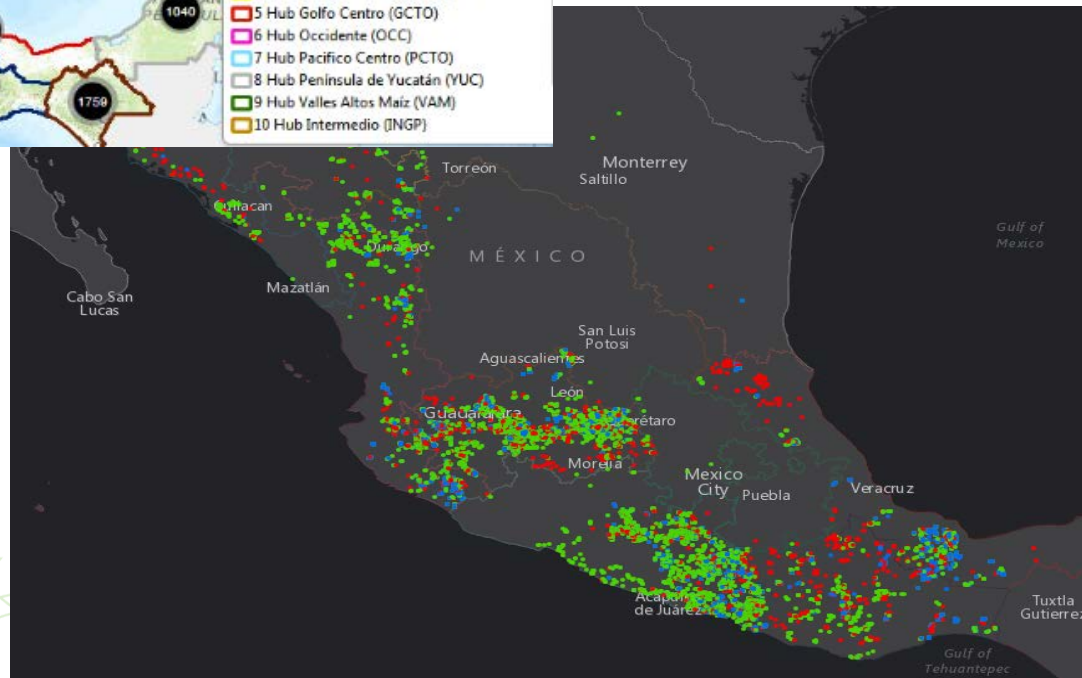 1040
1759
5 Hub Golfo Centro (GCTO)
6 Hub Occidente (OCC)
7 Hub Pacifico Centro (PCTO)
8 Hub Península de Yucatán (YUC)
9 Hub Valles Altos Maíz (VAM)
10 Hub Intermedio (INGP)
Torreón
Monterrey
Saltillo
Culiacan
Durango
MÉXICO
Gulf of
Mexico
Mazatlán
Cabo San
Lucas
San Luis
Potosi
Aguascalientes
León
Guadalajara
rétaro
Morelia
Mexico
City
Puebla
Veracruz
de Juárez
Tuxtla
Gutierrez
Gulf of
Tehuantepec